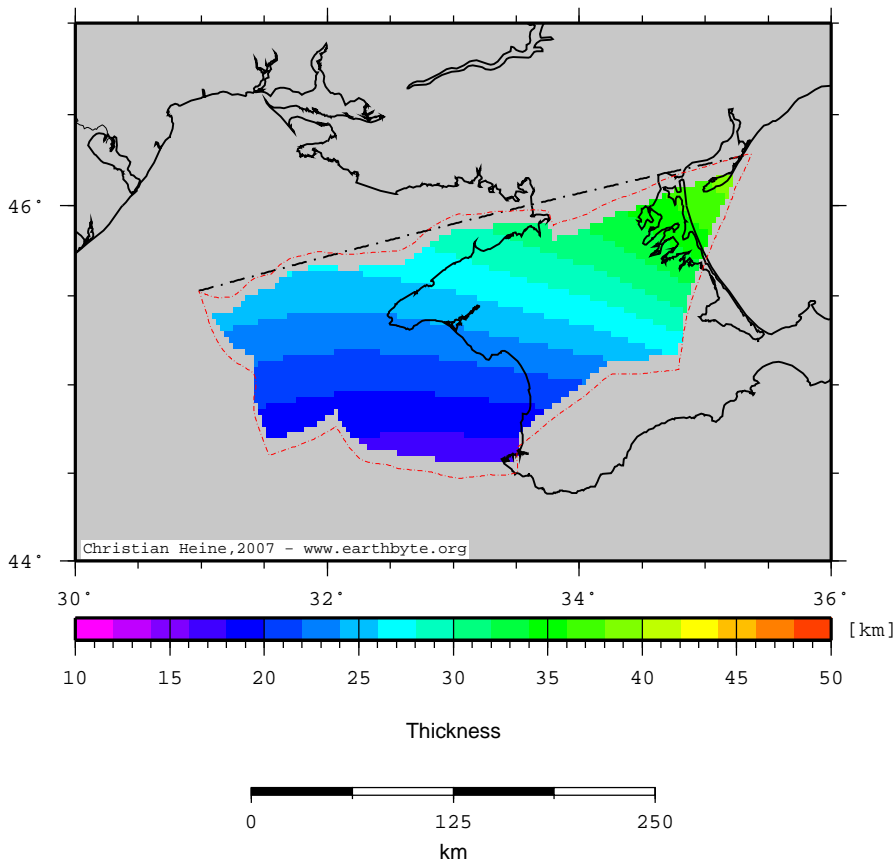 46˚
44˚
Christian Heine,2007 - www.earthbyte.org
30˚ 32˚ 34˚ 36˚
[km]
10 15 20 25 30 35 40 45 50
Thickness
0 125 250
km